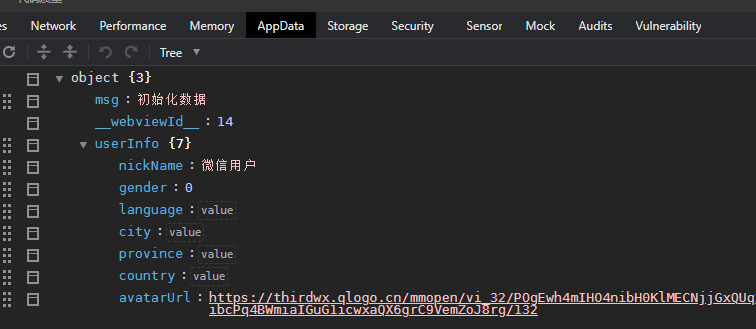 Network Performance Memory AppData Storage Security Sensor Mock Audits Vulnerability
Tree
object {3}
msg : 初始化数据
__webviewId__ : 14
userInfo {7}
nickName : 微信用户
gender : 0
language : value
city : value
province : value
country : value
avatarUrl : https://thirdwx.qlogo.cn/mmopen/vi_32/POgEwh4mIHO4nibH0KlMECNjjGxQUq
ibcPq4BWmiaIGuG1icwxaQX6grC9VemZoJ8rg/132